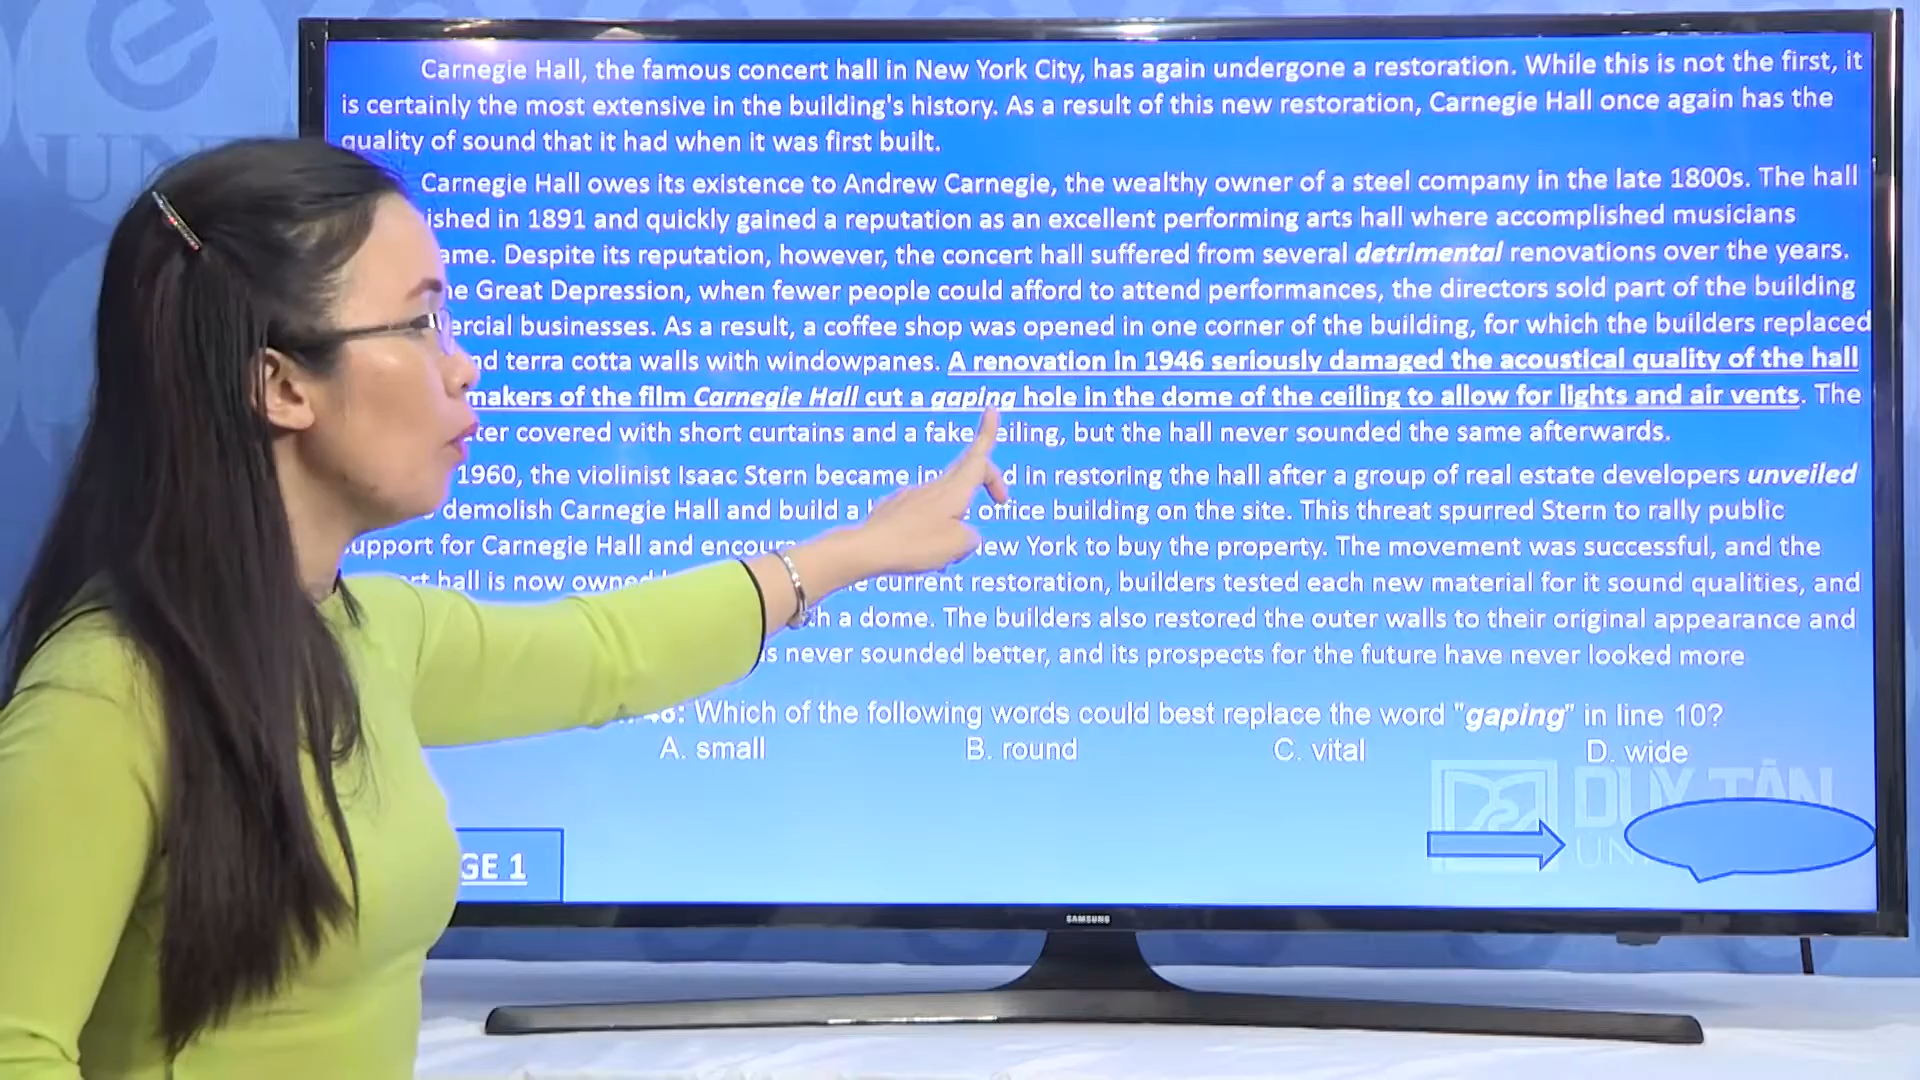 Carnegie Hall, the famous concert hall in New York City, has again undergone a restoration. While this is not the first, it
is certainly the most extensive in the building's history. As a result of this new restoration, Carnegie Hall once again has the
quality of sound that it had when it was first built.
Carnegie Hall owes its existence to Andrew Carnegie, the wealthy owner of a steel company in the late 1800s. The hall
in 1891 and quickly gained a reputation as an excellent performing arts hall where accomplished musicians
Despite its reputation, however, the concert hall suffered from several detrimental renovations over the years.
Great Depression, when fewer people could afford to attend performances, the directors sold part of the building
businesses. As a result, a coffee shop was opened in one corner of the building, for which the builders replaced
terra cotta walls with windowpanes. A renovation in 1946 seriously damaged the acoustical quality of the hall
makers of the film Carnegie Hall cut a gaping hole in the dome of the ceiling to allow for lights and air vents. The
covered with short curtains and a fake ceiling, but the hall never sounded the same afterwards.
1960, the violinist Isaac Stern became in restoring the hall after a group of real estate developers unveiled
demolish Carnegie Hall and build a office building on the site. This threat spurred Stern to rally public
support for Carnegie Hall and New York to buy the property. The movement was successful, and the
hall is now owned current restoration, builders tested each new material for it sound qualities, and
a dome. The builders also restored the outer walls to their original appearance and
never sounded better, and its prospects for the future have never looked more
48: Which of the following words could best replace the word "gaping" in line 10?
A. small B. round C. vital D. wide
DUY TÂN
GE 1
SAMSUNG